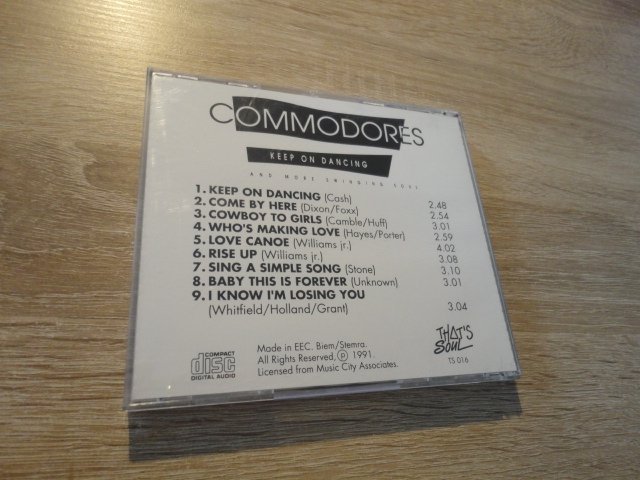 COMMODORES
KEEP ON DANCING
AND MORE SWINGING SOUL
1. KEEP ON DANCING (Cash) 2.48
2. COME BY HERE (Dixon/Foxx) 2.54
3. COWBOY TO GIRLS (Camble/Huff) 3.01
4. WHO'S MAKING LOVE (Hayes/Porter) 2.59
5. LOVE CANOE (Williams jr.) 4.02
6. RISE UP (Williams jr.) 3.08
7. SING A SIMPLE SONG (Stone) 3.10
8. BABY THIS IS FOREVER (Unknown) 3.01
9. I KNOW I'M LOSING YOU
(Whitfield/Holland/Grant) 3.04
COMPACT
disc
DIGITAL AUDIO
Made in EEC. Biem/Stemra.
All Rights Reserved, ℗ 1991.
Licensed from Music City Associates.
THAT'S
SOUL
TS 016